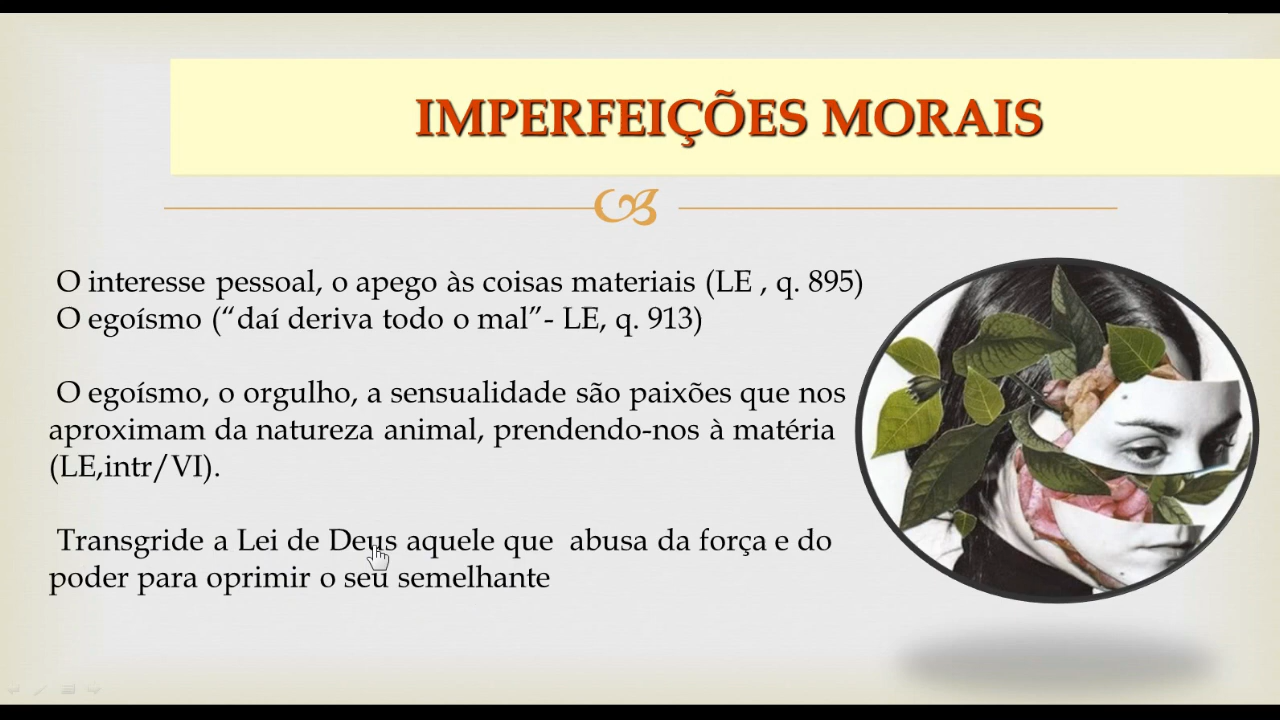 IMPERFEIÇÕES MORAIS
O interesse pessoal, o apego às coisas materiais (LE , q. 895)
O egoísmo (“daí deriva todo o mal”- LE, q. 913)
O egoísmo, o orgulho, a sensualidade são paixões que nos
aproximam da natureza animal, prendendo-nos à matéria
(LE,intr/VI).
Transgride a Lei de Deus aquele que abusa da força e do
poder para oprimir o seu semelhante